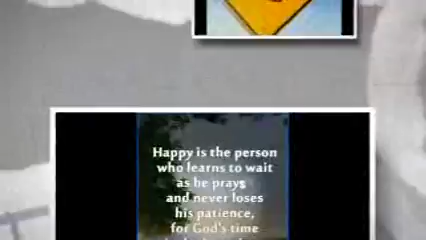 Happy is the person
who learns to wait
as he prays
and never loses
his patience,
for God's time